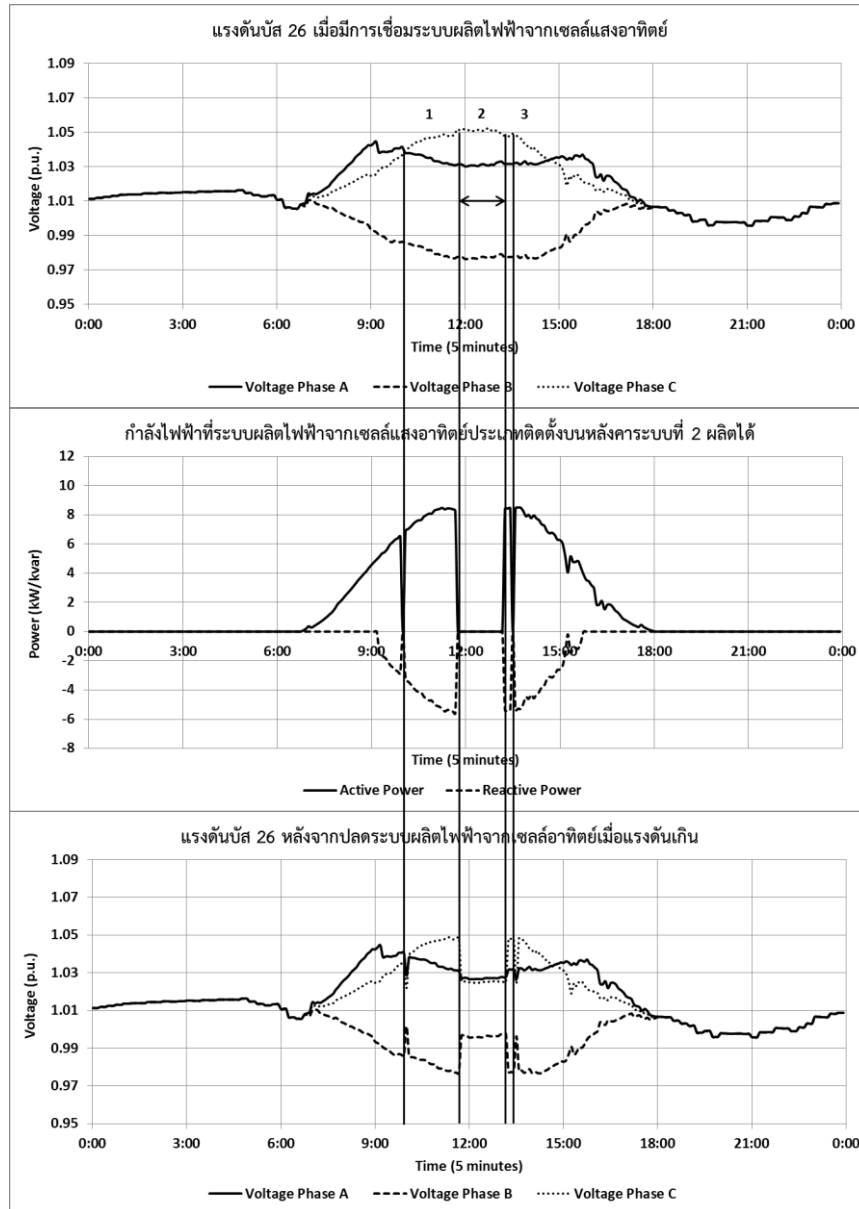 แรงดันบัส 26 เมื่อมีการเชื่อมระบบผลิตไฟฟ้าจากเซลล์แสงอาทิตย์
1.09
1.07
1.05
1.03
1.01
0.99
0.97
0.95
Voltage (p.u.)
1 2 3
0:00 3:00 6:00 9:00 12:00 15:00 18:00 21:00 0:00
Time (5 minutes)
Voltage Phase A Voltage Phase B Voltage Phase C
กำลังไฟฟ้าที่ระบบผลิตไฟฟ้าจากเซลล์แสงอาทิตย์ประเภทติดตั้งบนหลังคาระบบที่ 2 ผลิตได้
12
10
8
6
4
2
0
-2
-4
-6
-8
Power (kW/kvar)
0:00 3:00 6:00 9:00 12:00 15:00 18:00 21:00 0:00
Time (5 minutes)
Active Power Reactive Power
แรงดันบัส 26 หลังจากปลดระบบผลิตไฟฟ้าจากเซลล์อาทิตย์เมื่อแรงดันเกิน
1.09
1.07
1.05
1.03
1.01
0.99
0.97
0.95
Voltage (p.u.)
0:00 3:00 6:00 9:00 12:00 15:00 18:00 21:00 0:00
Time (5 minutes)
Voltage Phase A Voltage Phase B Voltage Phase C